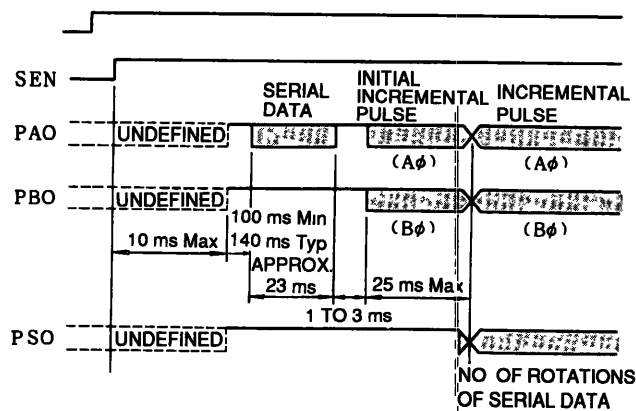 SEN
SERIAL
DATA
INITIAL
INCREMENTAL
PULSE
INCREMENTAL
PULSE
PAO
UNDEFINED
(Aφ)
(Aφ)
PBO
UNDEFINED
(Bφ)
(Bφ)
100 ms Min
10 ms Max
140 ms Typ
APPROX.
23 ms
25 ms Max
1 TO 3 ms
PSO
UNDEFINED
NO OF ROTATIONS
OF SERIAL DATA